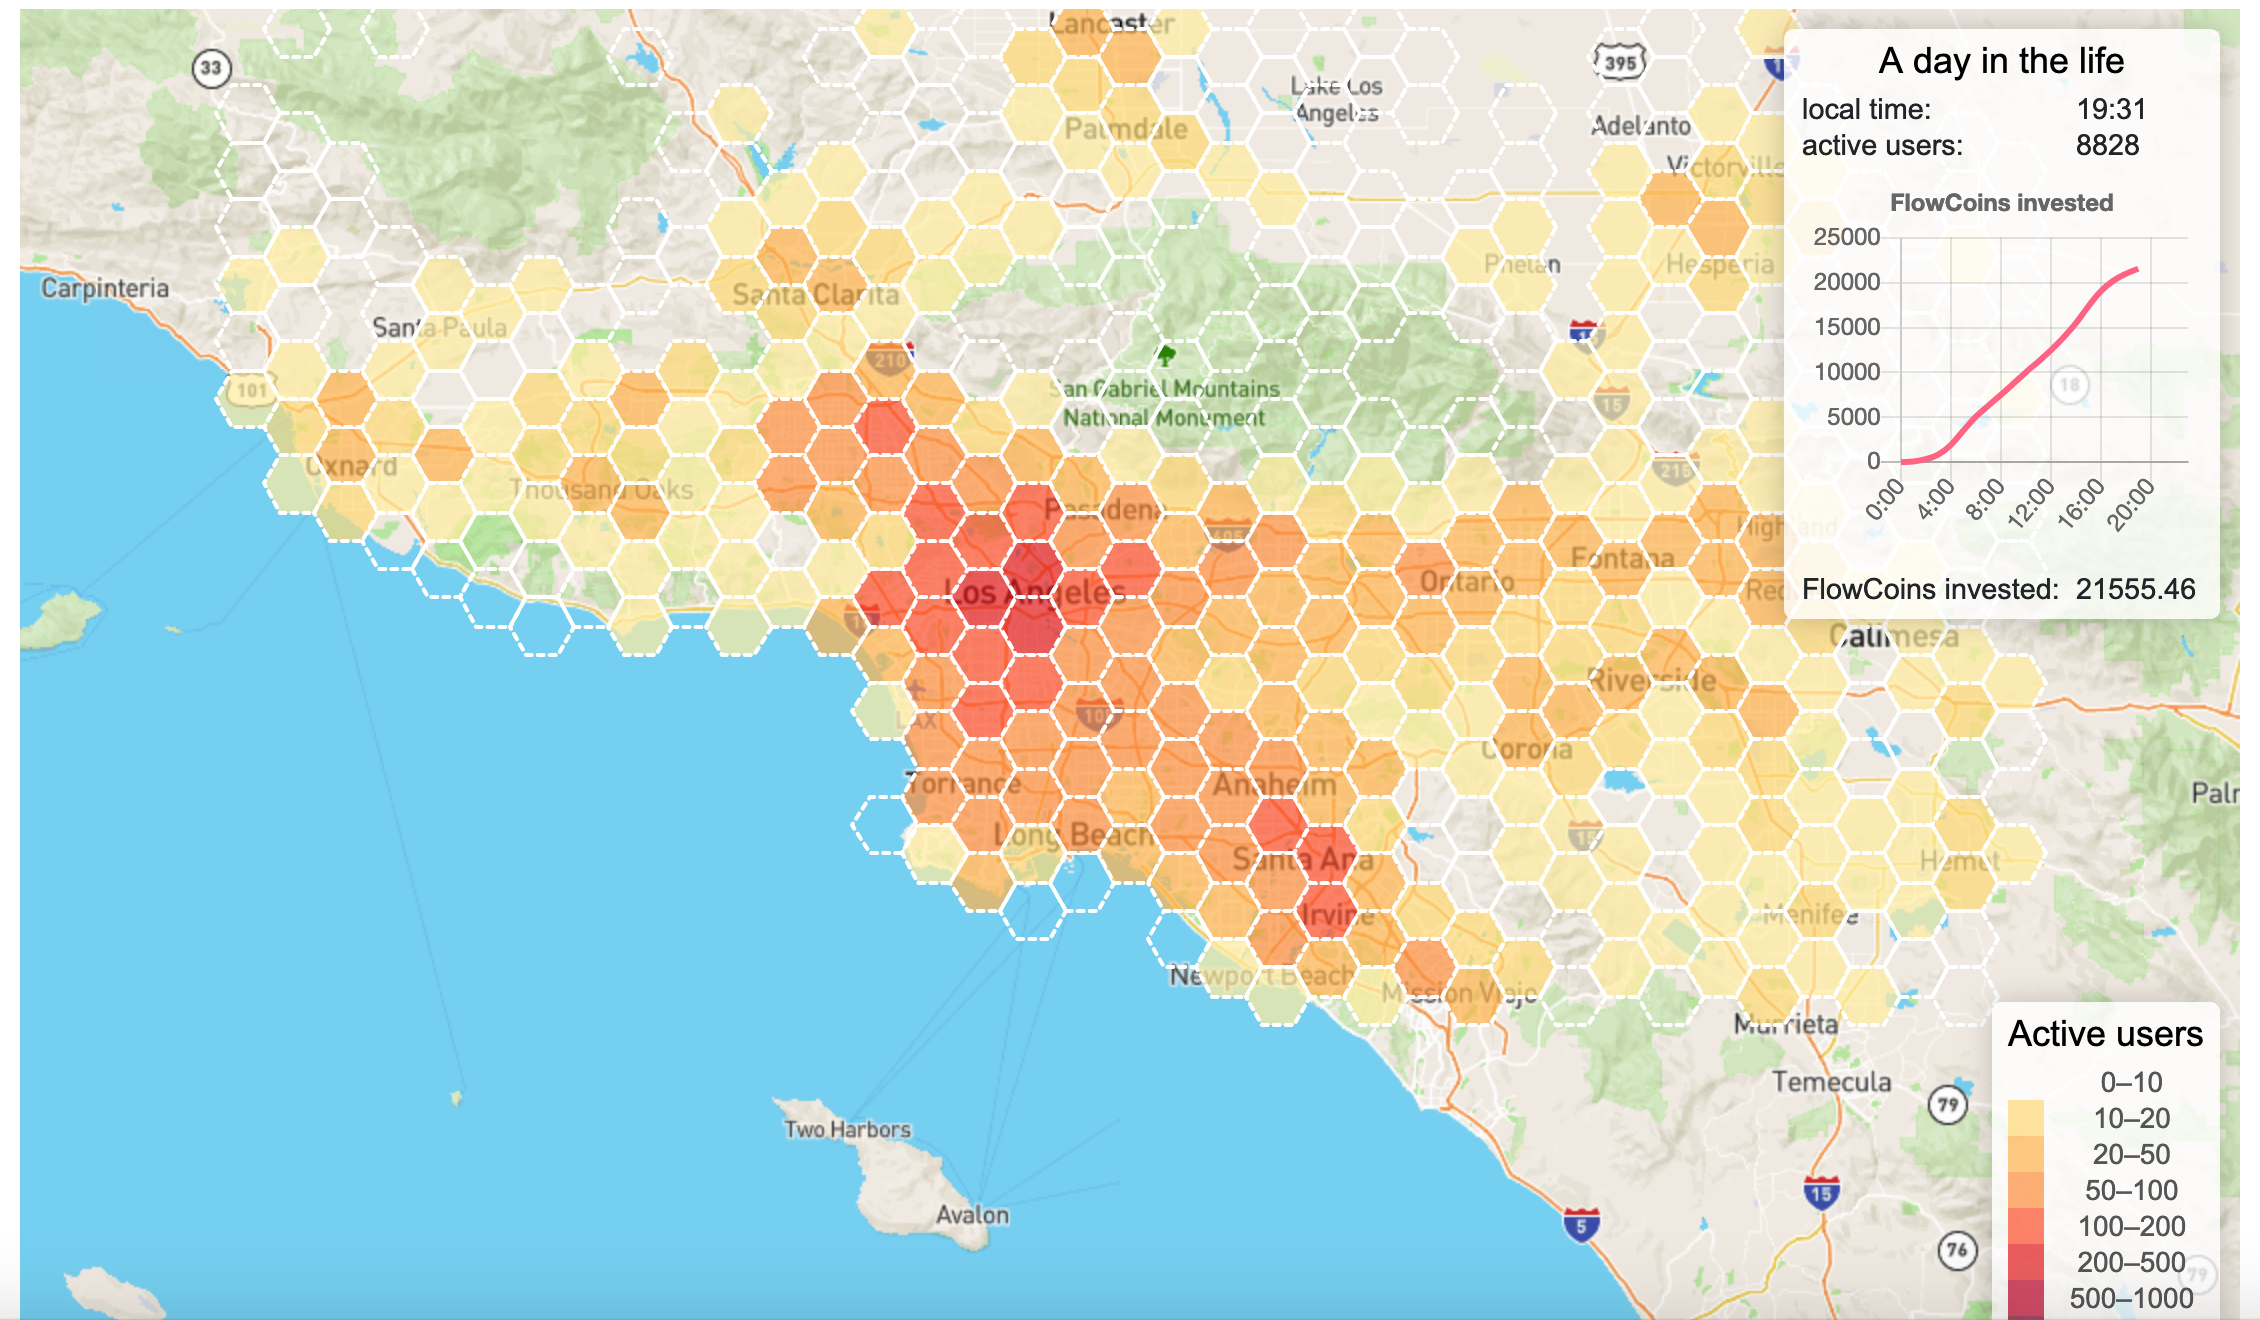 Lancaster
33
395
Lake Los
Angeles
Palmdale
Adelanto
Victorville
Carpinteria
Santa Paula
Santa Clarita
Phelan
Hesperia
210
San Gabriel Mountains
National Monument
101
15
215
Oxnard
Thousand Oaks
Pasadena
605
Highland
Fontana
Los Angeles
Ontario
Calimesa
Riverside
LAX
Corona
Torrance
Anaheim
Long Beach
Santa Ana
15
Hemet
Irvine
Menifee
Newport Beach
Mission Viejo
Murrieta
Temecula
79
Two Harbors
Avalon
15
5
76
A day in the life
local time: 19:31
active users: 8828
FlowCoins invested
25000
20000
15000
10000
5000
0
0:00 4:00 8:00 12:00 16:00 20:00
18
FlowCoins invested: 21555.46
Active users
0–10
10–20
20–50
50–100
100–200
200–500
79
500–1000